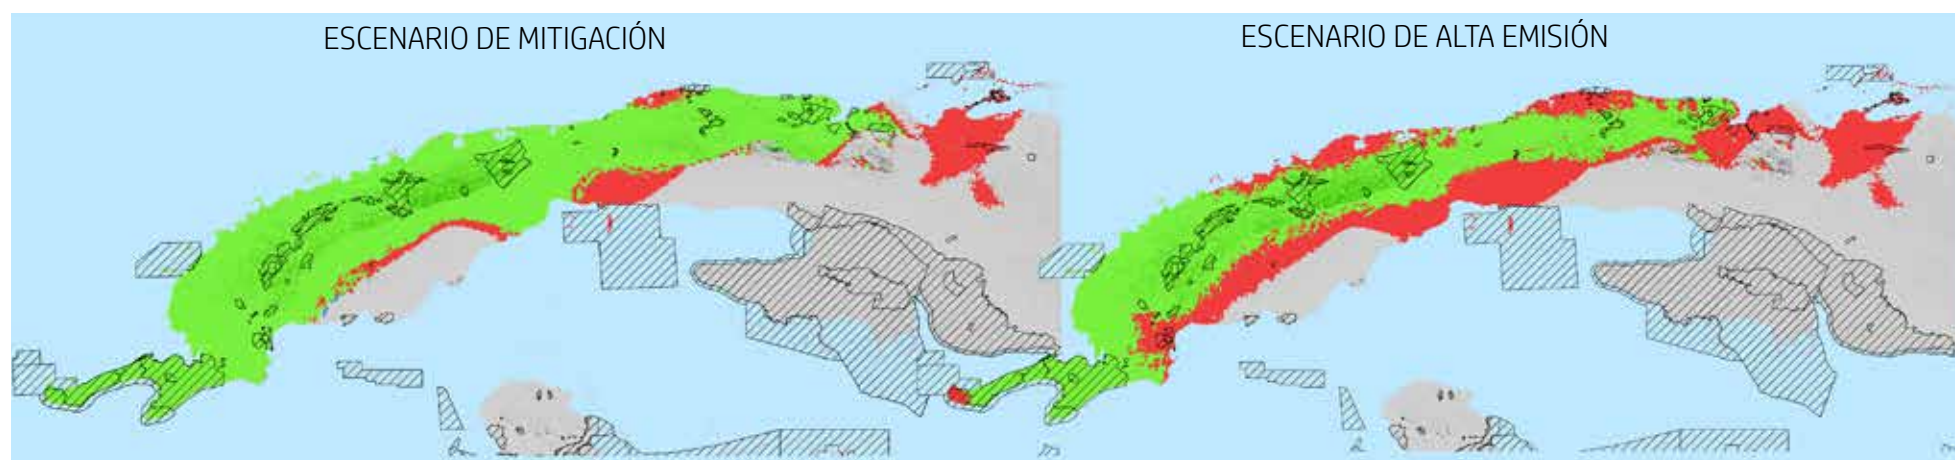 ESCENARIO DE MITIGACIÓN
ESCENARIO DE ALTA EMISIÓN